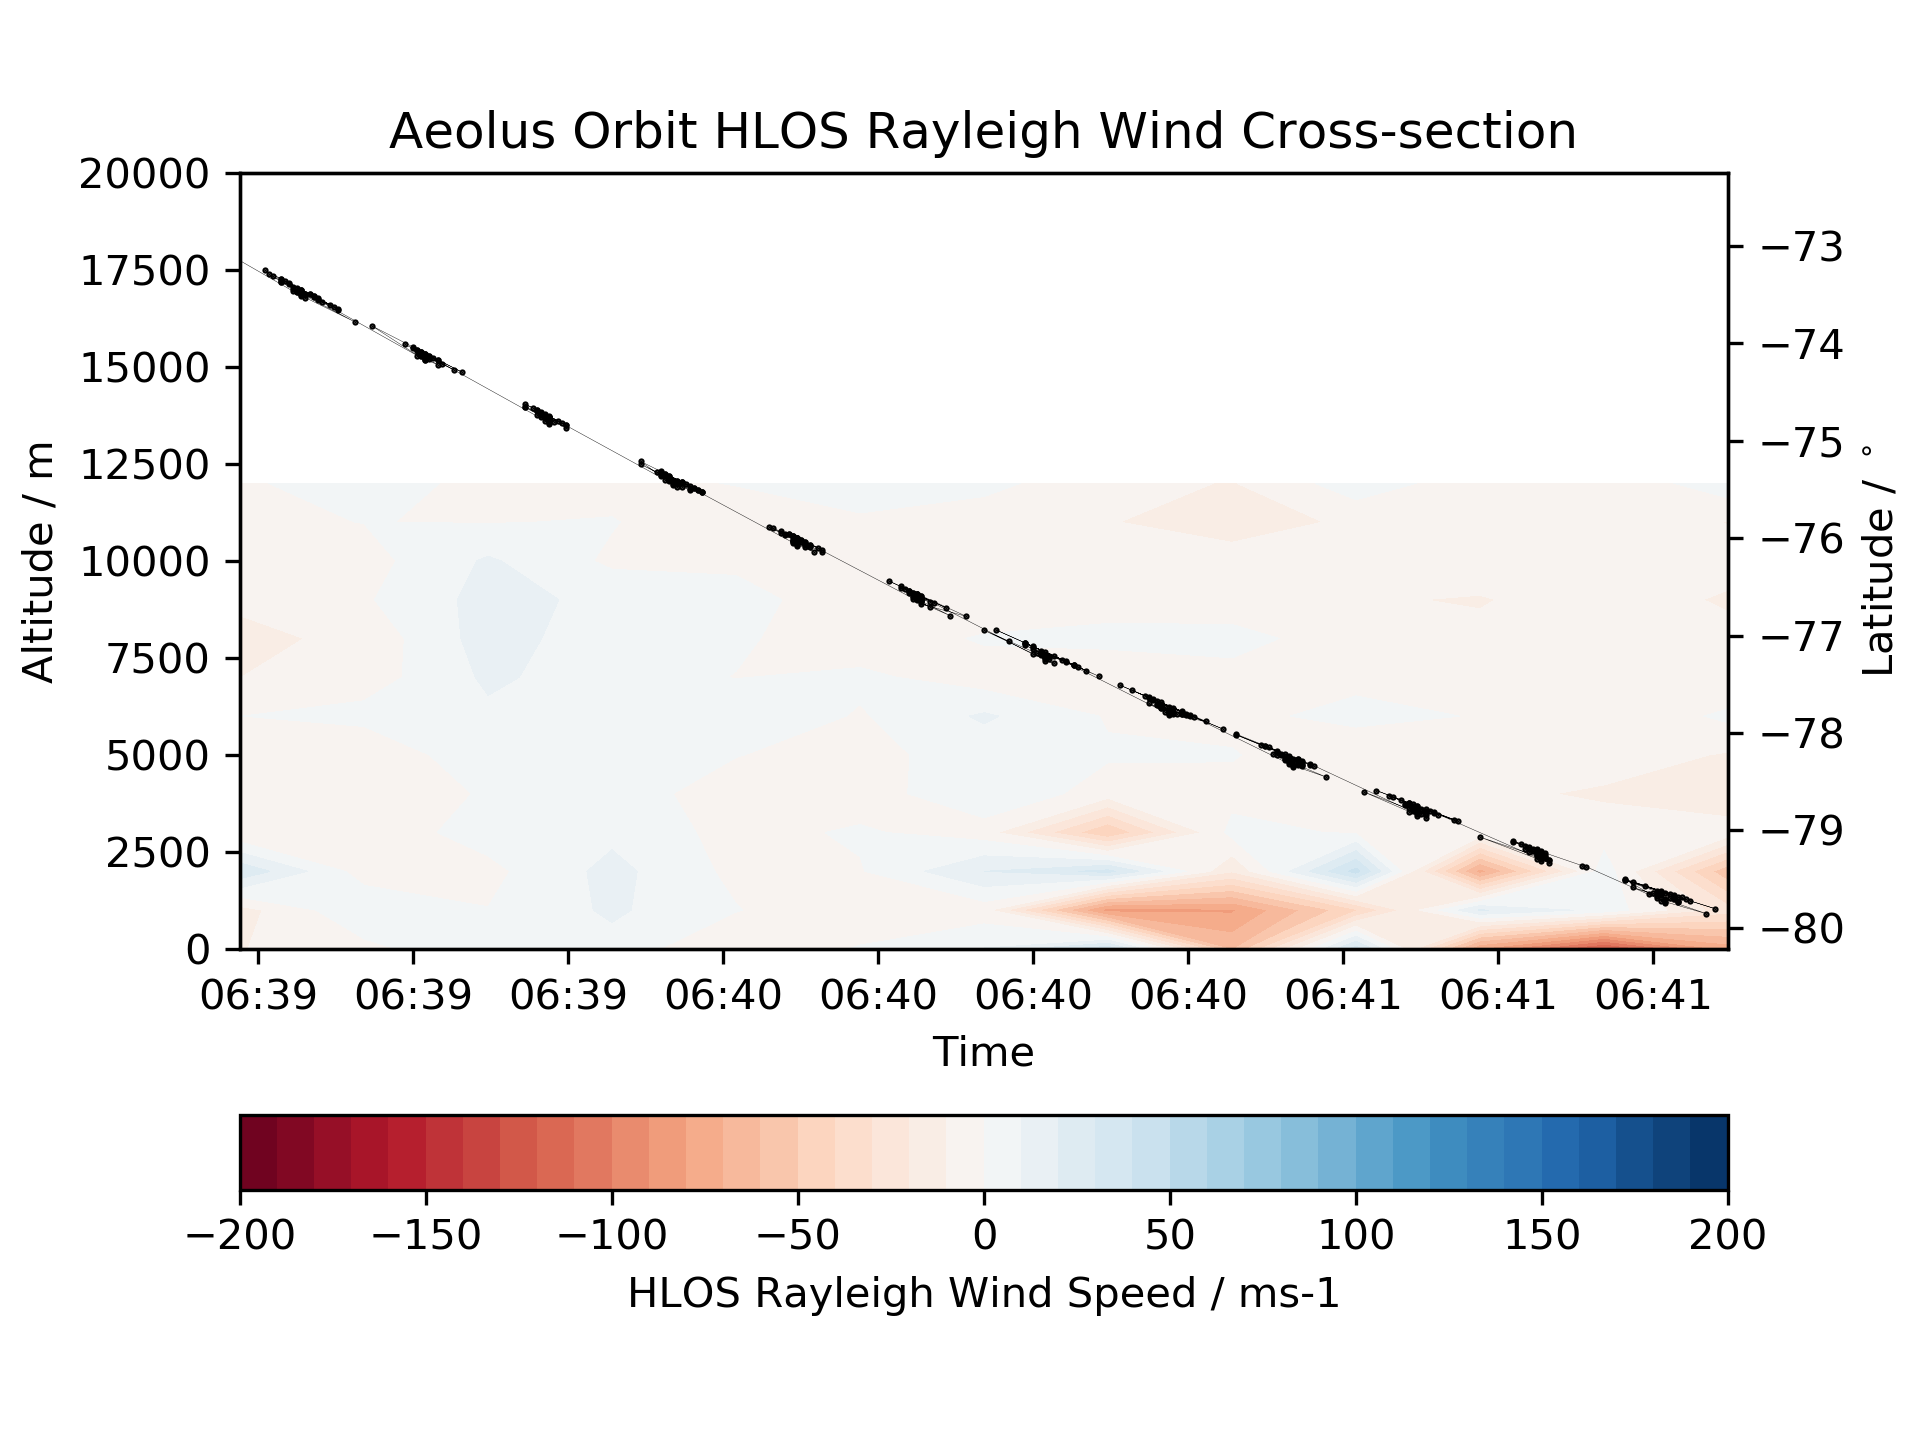 Aeolus Orbit HLOS Rayleigh Wind Cross-section
20000
17500
15000
12500
10000
7500
5000
2500
0
Altitude / m
−73
−74
−75
−76
−77
−78
−79
−80
Latitude / °
06:39 06:39 06:39 06:40 06:40 06:40 06:40 06:41 06:41 06:41
Time
−200 −150 −100 −50 0 50 100 150 200
HLOS Rayleigh Wind Speed / ms-1